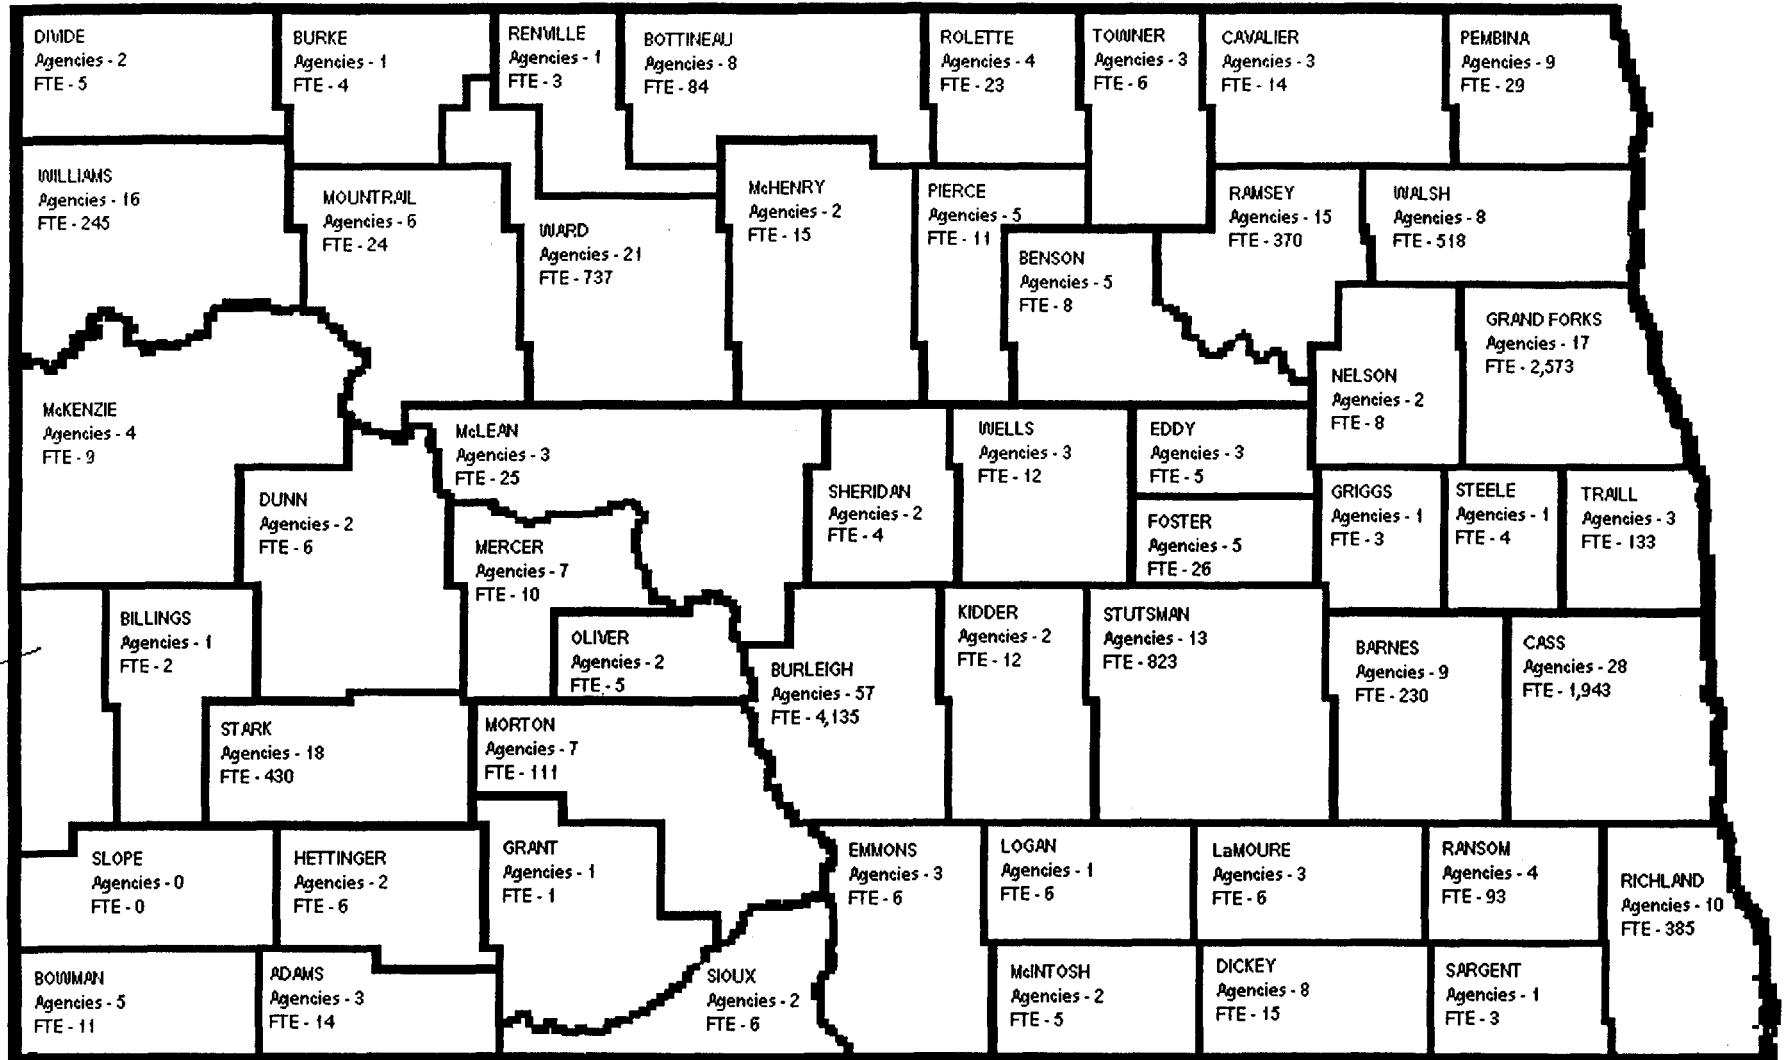 DIVIDE
Agencies - 2
FTE - 5
BURKE
Agencies - 1
FTE - 4
RENVILLE
Agencies - 1
FTE - 3
BOTTINEAU
Agencies - 8
FTE - 84
ROLETTE
Agencies - 4
FTE - 23
TOWNER
Agencies - 3
FTE - 6
CAVALIER
Agencies - 3
FTE - 14
PEMBINA
Agencies - 9
FTE - 29
WILLIAMS
Agencies - 16
FTE - 245
MOUNTRAIL
Agencies - 6
FTE - 24
WARD
Agencies - 21
FTE - 737
McHENRY
Agencies - 2
FTE - 15
PIERCE
Agencies - 5
FTE - 11
BENSON
Agencies - 5
FTE - 8
RAMSEY
Agencies - 15
FTE - 370
WALSH
Agencies - 8
FTE - 518
GRAND FORKS
Agencies - 17
FTE - 2,573
NELSON
Agencies - 2
FTE - 8
McKENZIE
Agencies - 4
FTE - 9
McLEAN
Agencies - 3
FTE - 25
WELLS
Agencies - 3
FTE - 12
EDDY
Agencies - 3
FTE - 5
DUNN
Agencies - 2
FTE - 6
SHERIDAN
Agencies - 2
FTE - 4
FOSTER
Agencies - 5
FTE - 26
GRIGGS
Agencies - 1
FTE - 3
STEELE
Agencies - 1
FTE - 4
TRAILL
Agencies - 3
FTE - 133
MERCER
Agencies - 7
FTE - 10
BILLINGS
Agencies - 1
FTE - 2
OLIVER
Agencies - 2
FTE - 5
BURLEIGH
Agencies - 57
FTE - 4,135
KIDDER
Agencies - 2
FTE - 12
STUTSMAN
Agencies - 13
FTE - 823
BARNES
Agencies - 9
FTE - 230
CASS
Agencies - 28
FTE - 1,943
STARK
Agencies - 18
FTE - 430
MORTON
Agencies - 7
FTE - 111
SLOPE
Agencies - 0
FTE - 0
HETTINGER
Agencies - 2
FTE - 6
GRANT
Agencies - 1
FTE - 1
EMMONS
Agencies - 3
FTE - 6
LOGAN
Agencies - 1
FTE - 6
LaMOURE
Agencies - 3
FTE - 6
RANSOM
Agencies - 4
FTE - 93
RICHLAND
Agencies - 10
FTE - 385
BOWMAN
Agencies - 5
FTE - 11
ADAMS
Agencies - 3
FTE - 14
SIOUX
Agencies - 2
FTE - 6
McINTOSH
Agencies - 2
FTE - 5
DICKEY
Agencies - 8
FTE - 15
SARGENT
Agencies - 1
FTE - 3